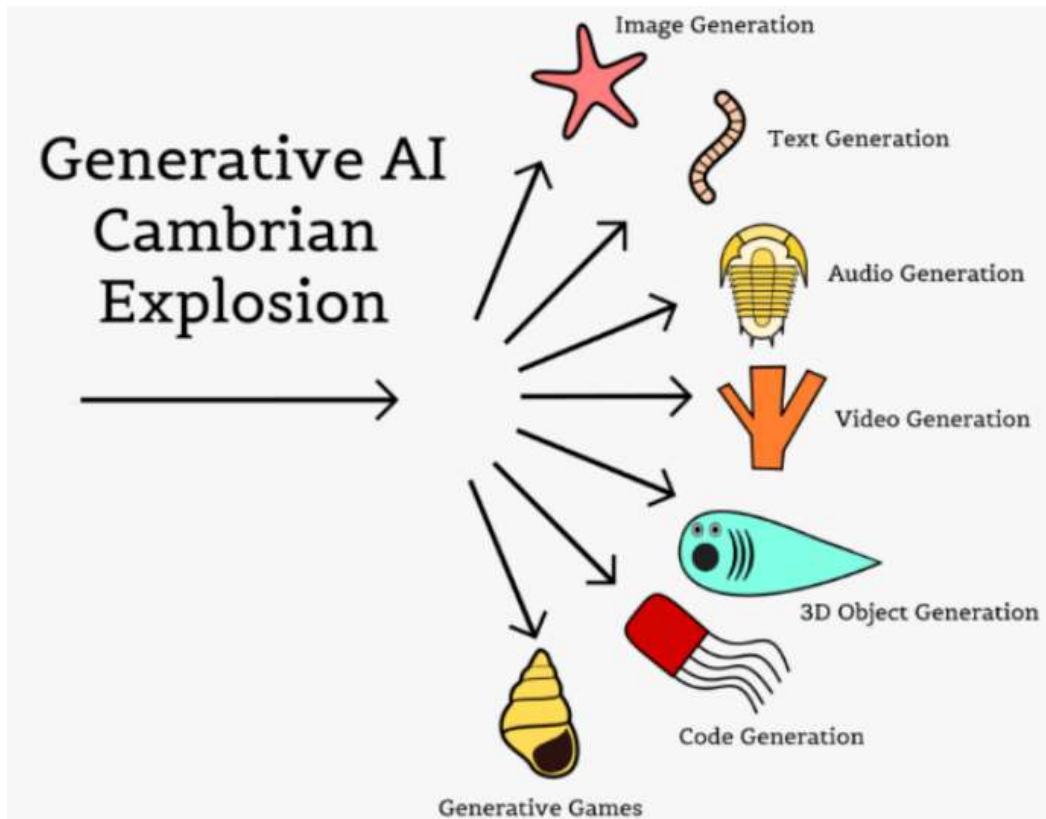 Generative AI
Cambrian
Explosion
Image Generation
Text Generation
Audio Generation
Video Generation
3D Object Generation
Code Generation
Generative Games